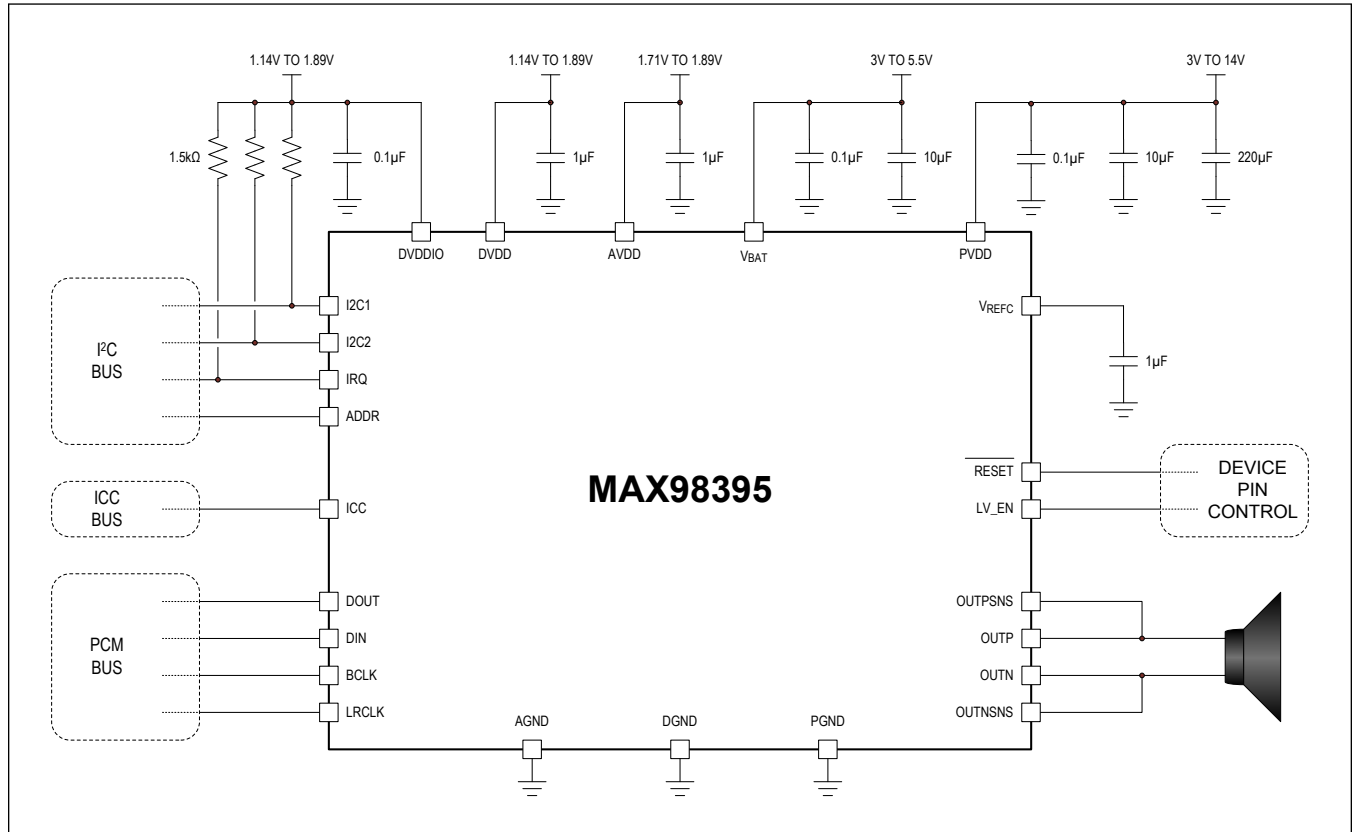 1.14V TO 1.89V
1.14V TO 1.89V
1.71V TO 1.89V
3V TO 5.5V
3V TO 14V
1.5kΩ
0.1µF
1µF
1µF
0.1µF
10µF
0.1µF
10µF
220µF
DVDDIO
DVDD
AVDD
VBAT
PVDD
I²C
BUS
I2C1
I2C2
IRQ
ADDR
VREFC
1µF
ICC
BUS
ICC
MAX98395
RESET
LV_EN
DEVICE
PIN
CONTROL
PCM
BUS
DOUT
DIN
BCLK
LRCLK
OUTPSNS
OUTP
OUTN
OUTNSNS
AGND
DGND
PGND